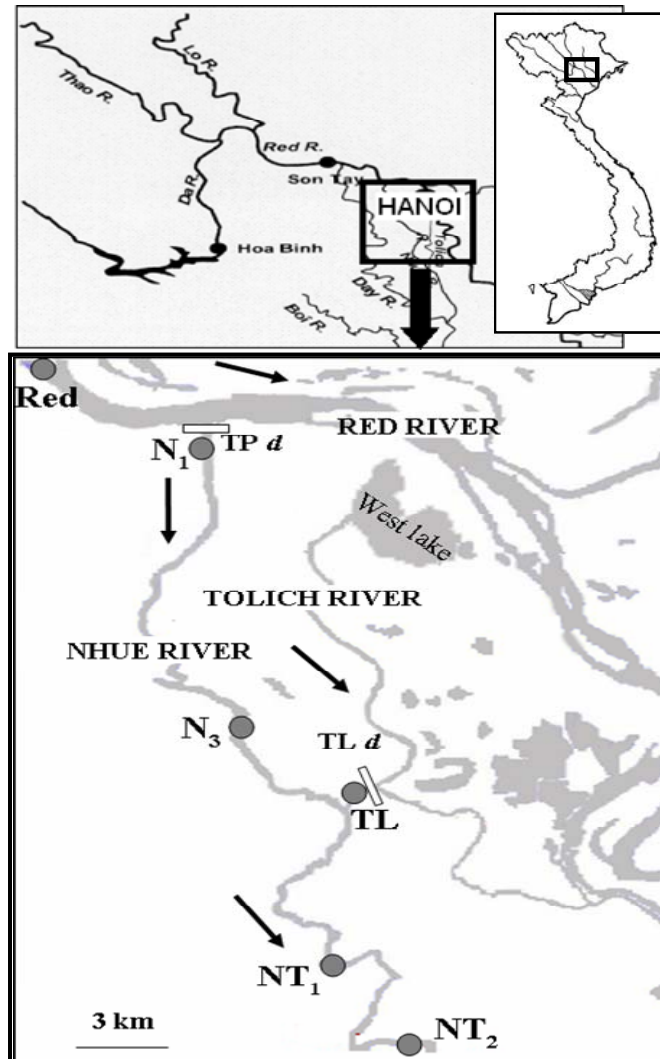 Lo R.
Thao R.
Red R.
Son Tay
Da R.
HANOI
Hoa Binh
Day R.
Boi R.
Red
RED RIVER
N1
TP d
West lake
TOLICH RIVER
NHUE RIVER
N3
TL d
TL
NT1
NT2
3 km